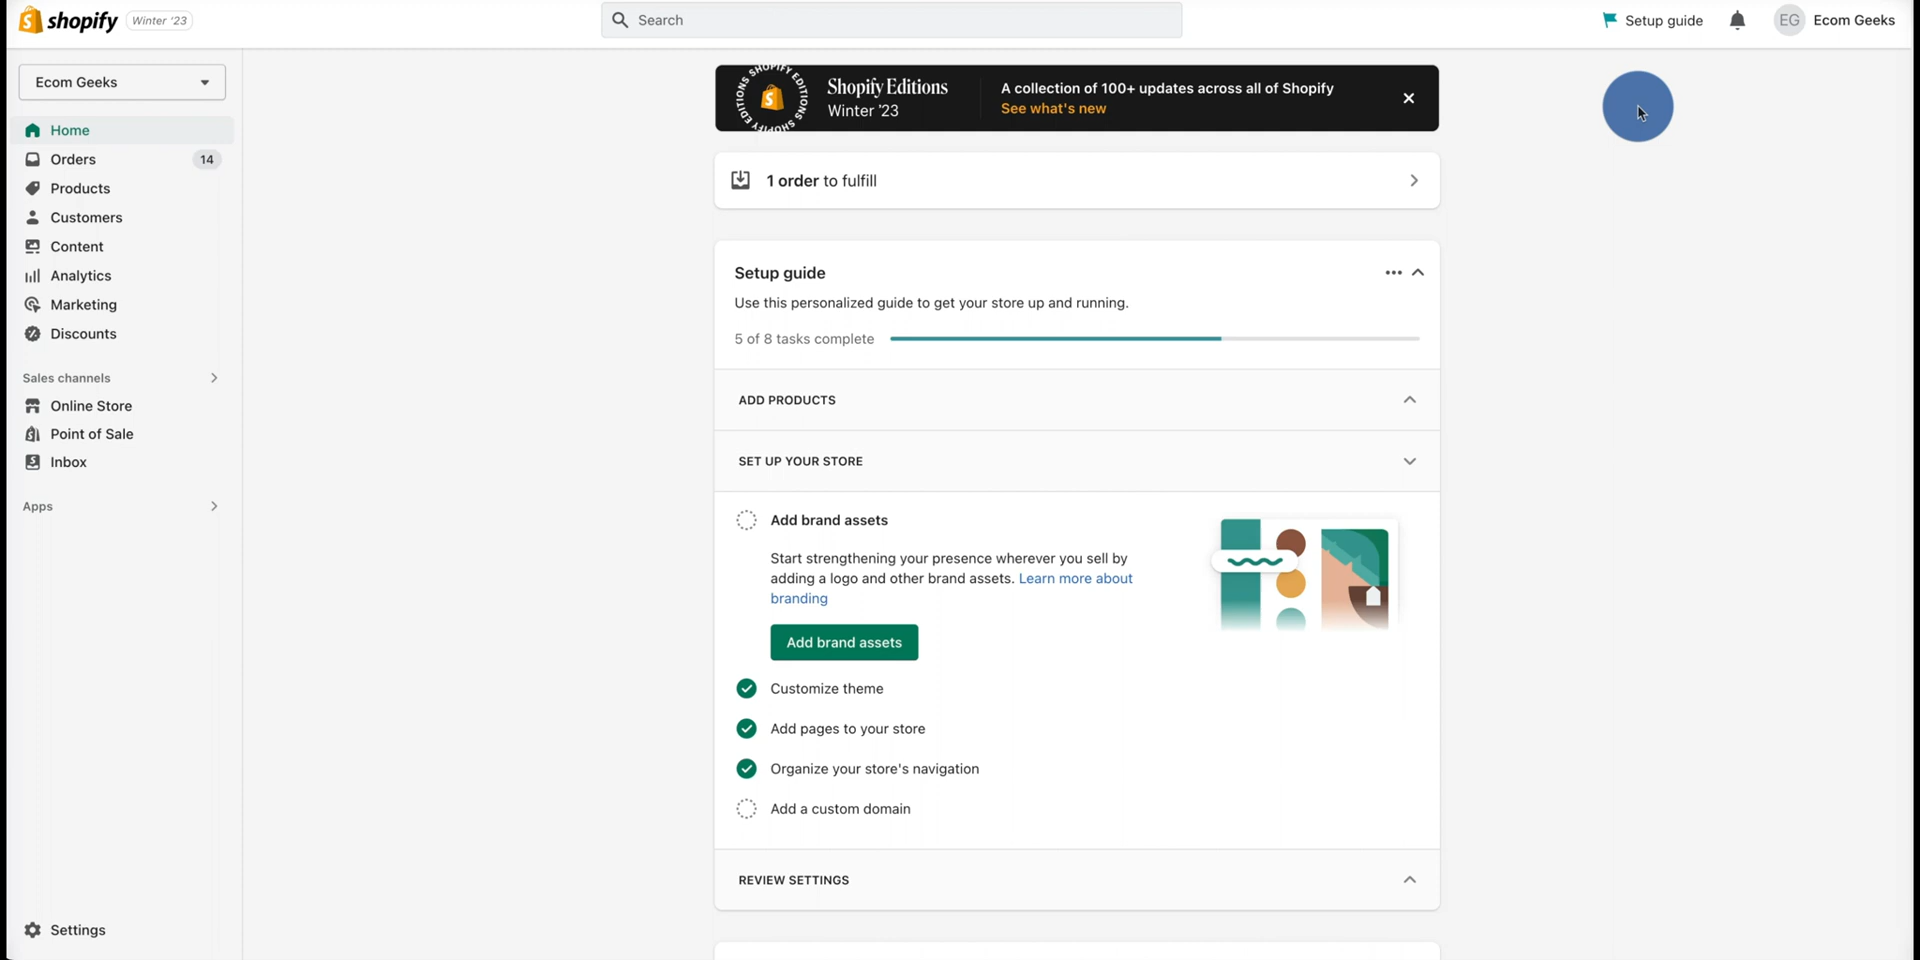 shopify Winter '23
Search
Setup guide
EG Ecom Geeks
Ecom Geeks
Home
Orders 14
Products
Customers
Content
Analytics
Marketing
Discounts
Sales channels
Online Store
Point of Sale
Inbox
Apps
Settings
SHOPIFY EDITIONS SHOPIFY EDITIONS
Shopify Editions
Winter '23
A collection of 100+ updates across all of Shopify
See what's new
1 order to fulfill
Setup guide
Use this personalized guide to get your store up and running.
5 of 8 tasks complete
ADD PRODUCTS
SET UP YOUR STORE
Add brand assets
Start strengthening your presence wherever you sell by
adding a logo and other brand assets. Learn more about
branding
Add brand assets
Customize theme
Add pages to your store
Organize your store's navigation
Add a custom domain
REVIEW SETTINGS